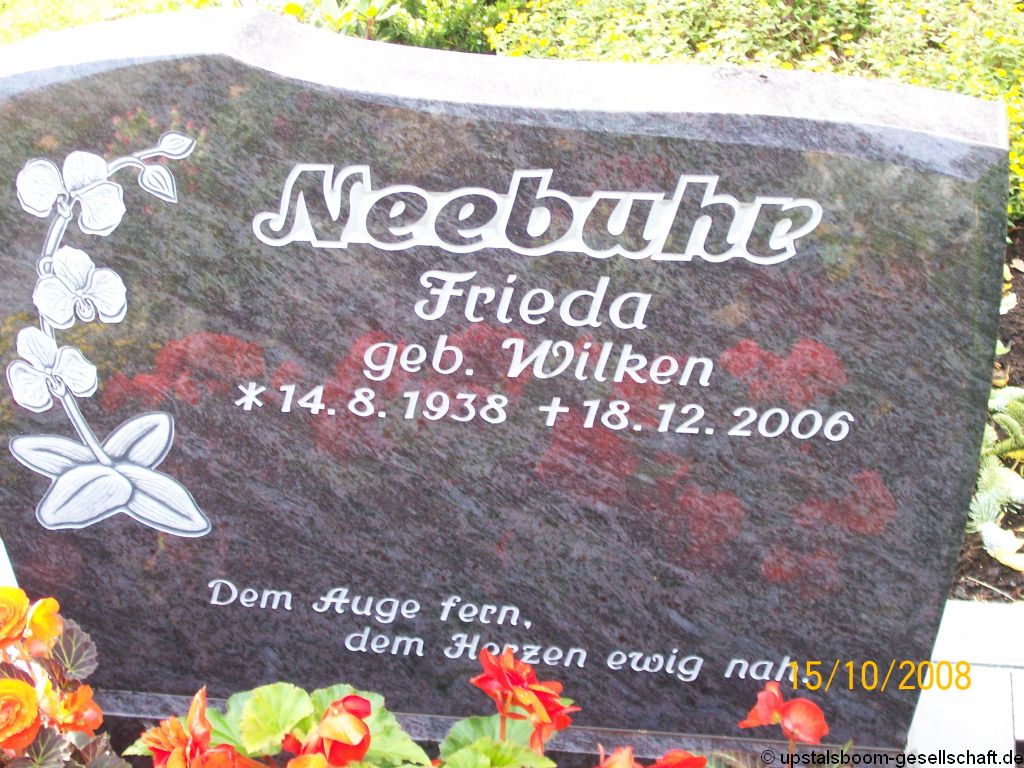 Neebuhr
Frieda
geb. Wilken
*14.8.1938 †18.12.2006
Dem Auge fern,
dem Herzen ewig nah.
15/10/2008
© upstalsboom-gesellschaft.de